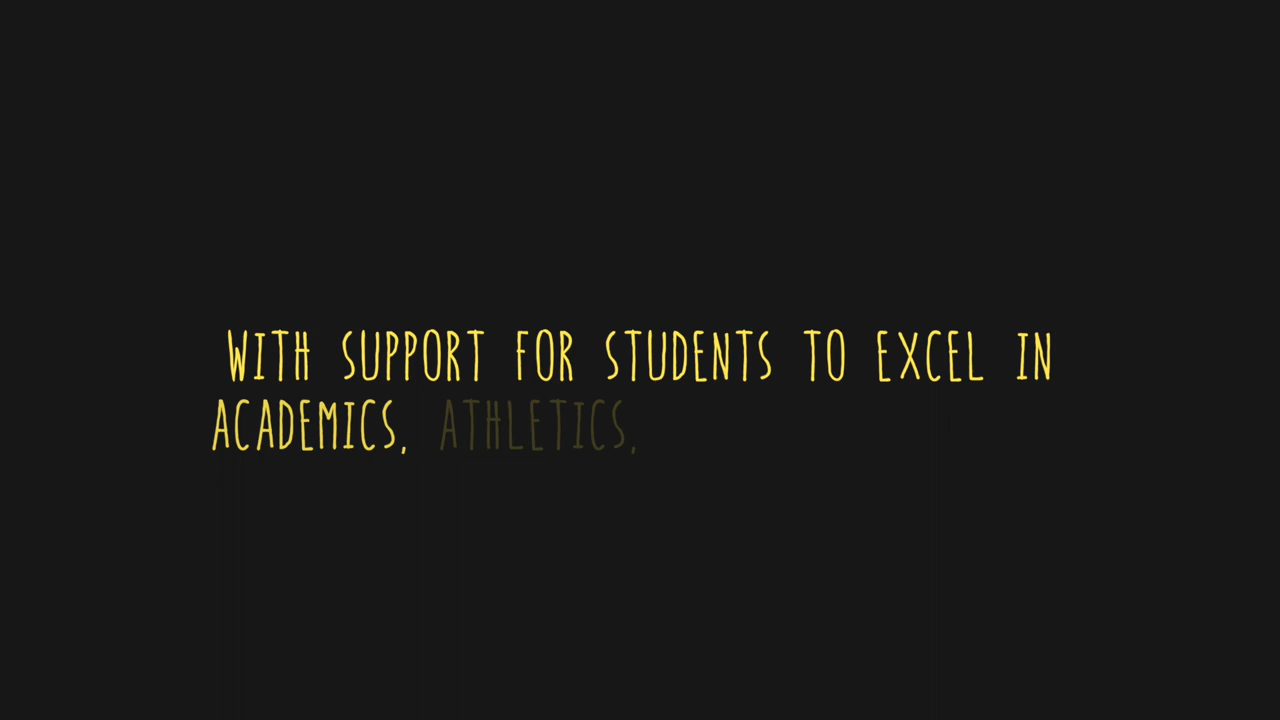 WITH SUPPORT FOR STUDENTS TO EXCEL IN
ACADEMICS, ATHLETICS,